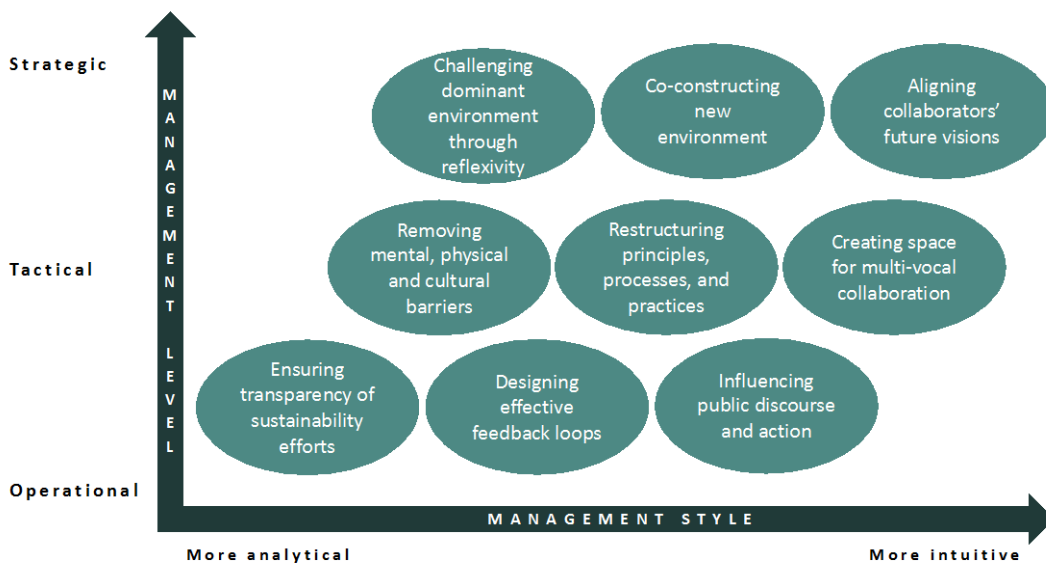 Strategic
Challenging
dominant
environment
through
reflexivity
Co-constructing
new
environment
Aligning
collaborators’
future visions
MANAGEMENT LEVEL
Tactical
Removing
mental, physical
and cultural
barriers
Restructuring
principles,
processes, and
practices
Creating space
for multi-vocal
collaboration
Ensuring
transparency of
sustainability
efforts
Designing
effective
feedback loops
Influencing
public discourse
and action
Operational
MANAGEMENT STYLE
More analytical
More intuitive